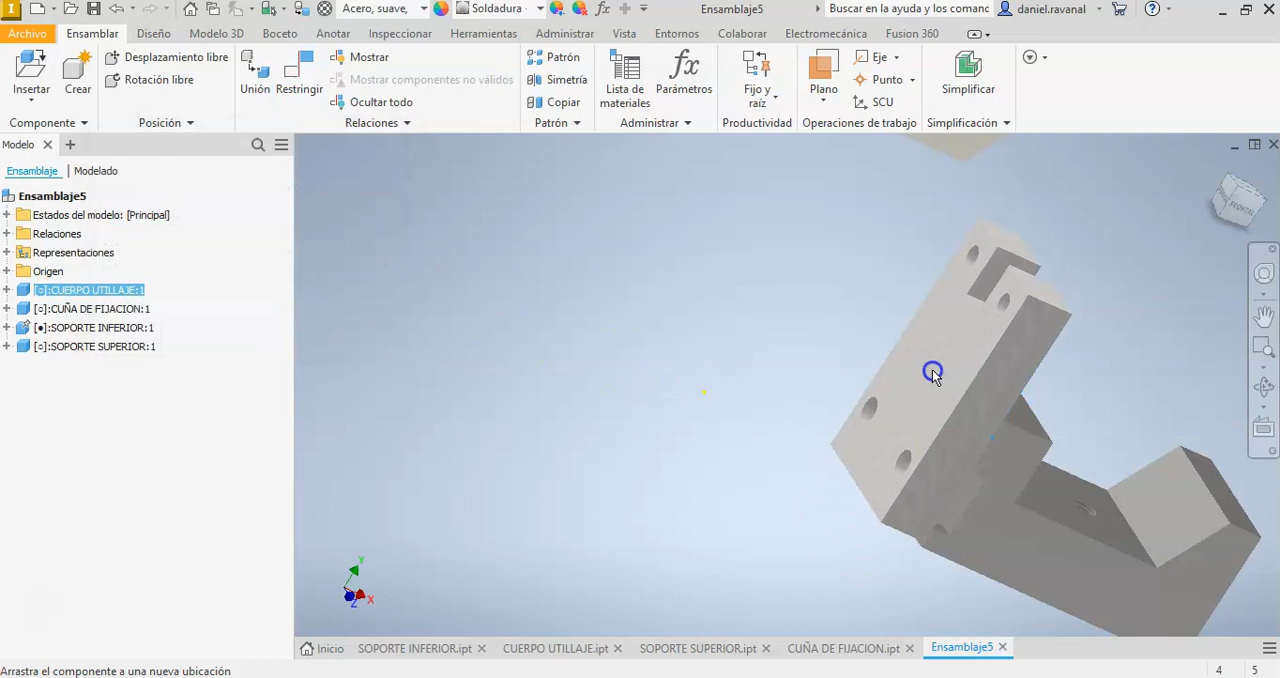 I Acero, suave, Soldadura Ensamblaje5 Buscar en la ayuda y los comanc daniel.ravanal
Archivo Ensamblar Diseño Modelo 3D Boceto Anotar Inspeccionar Herramientas Administrar Vista Entornos Colaborar Electromecánica Fusion 360
Insertar Crear Desplazamiento libre Unión Restringir Mostrar Patrón Lista de materiales Parámetros Fijo y raíz Plano Eje Simplificar
Rotación libre Mostrar componentes no válidos Simetría Punto
Ocultar todo Copiar SCU
Componente Posición Relaciones Patrón Administrar Productividad Operaciones de trabajo Simplificación
Modelo
Ensamblaje Modelado
Ensamblaje5
Estados del modelo: [Principal]
Relaciones
Representaciones
Origen
[○]:CUERPO UTILLAJE:1
[○]:CUÑA DE FIJACION:1
[●]:SOPORTE INFERIOR:1
[○]:SOPORTE SUPERIOR:1
FRONTAL
Y
X
Z
Inicio SOPORTE INFERIOR.ipt CUERPO UTILLAJE.ipt SOPORTE SUPERIOR.ipt CUÑA DE FIJACION.ipt Ensamblaje5
Arrastra el componente a una nueva ubicación 4 5